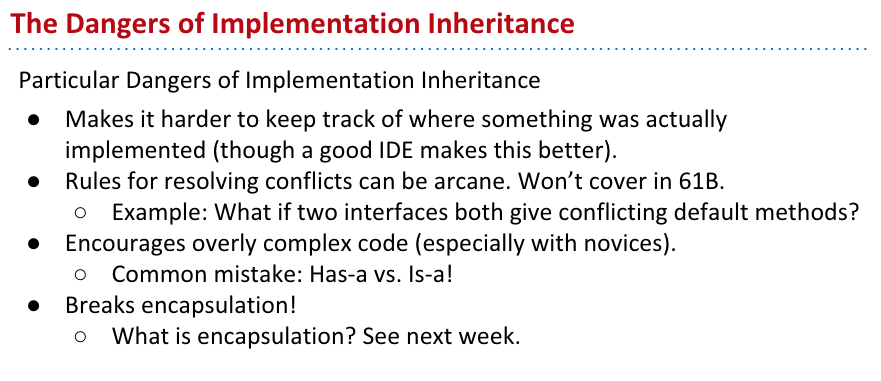 The Dangers of Implementation Inheritance
Particular Dangers of Implementation Inheritance
● Makes it harder to keep track of where something was actually
implemented (though a good IDE makes this better).
● Rules for resolving conflicts can be arcane. Won’t cover in 61B.
○ Example: What if two interfaces both give conflicting default methods?
● Encourages overly complex code (especially with novices).
○ Common mistake: Has-a vs. Is-a!
● Breaks encapsulation!
○ What is encapsulation? See next week.